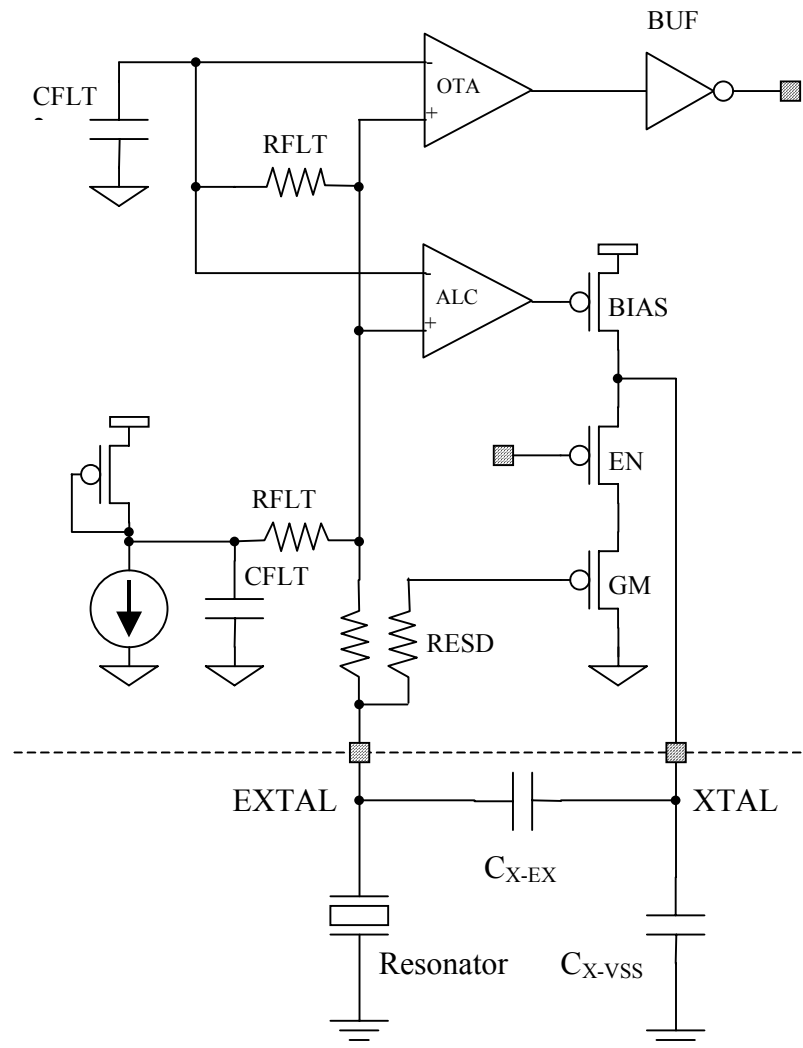 BUF
CFLT
-
OTA
+
RFLT
-
ALC
+
BIAS
EN
RFLT
CFLT
GM
RESD
EXTAL
XTAL
CX-EX
Resonator
CX-VSS